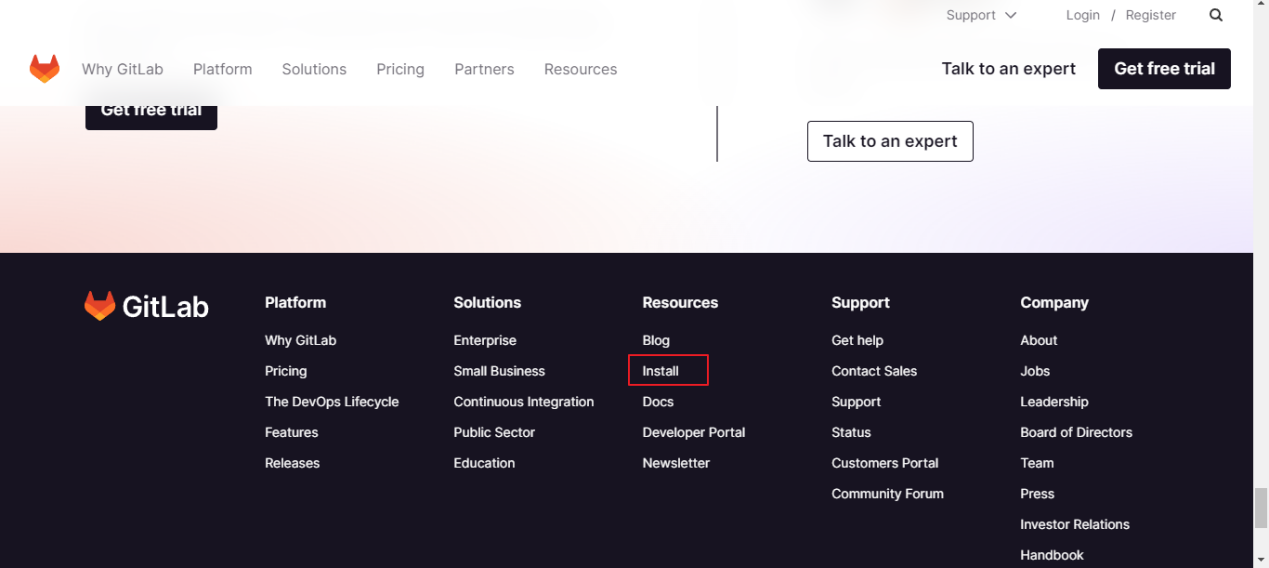 Support
Login / Register
Why GitLab
Platform
Solutions
Pricing
Partners
Resources
Talk to an expert
Get free trial
Get free trial
Talk to an expert
GitLab
Platform
Why GitLab
Pricing
The DevOps Lifecycle
Features
Releases
Solutions
Enterprise
Small Business
Continuous Integration
Public Sector
Education
Resources
Blog
Install
Docs
Developer Portal
Newsletter
Support
Get help
Contact Sales
Support
Status
Customers Portal
Community Forum
Company
About
Jobs
Leadership
Board of Directors
Team
Press
Investor Relations
Handbook